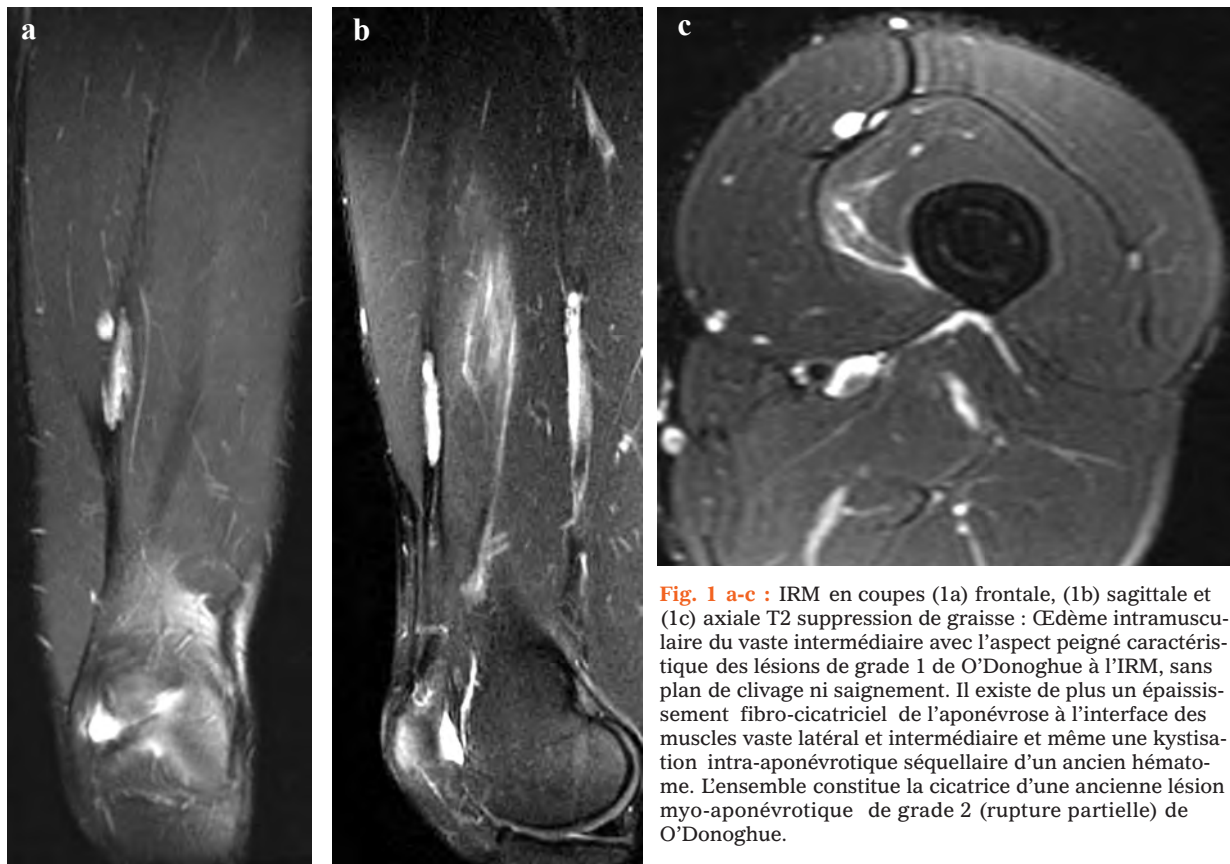 a
b
c
Fig. 1 a-c : IRM en coupes (1a) frontale, (1b) sagittale et
(1c) axiale T2 suppression de graisse : Œdème intramuscu-
laire du vaste intermédiaire avec l'aspect peigné caractéris-
tique des lésions de grade 1 de O'Donoghue à l'IRM, sans
plan de clivage ni saignement. Il existe de plus un épaissis-
sement fibro-cicatriciel de l'aponévrose à l'interface des
muscles vaste latéral et intermédiaire et même une kystisa-
tion intra-aponévrotique séquellaire d'un ancien hémato-
me. L'ensemble constitue la cicatrice d'une ancienne lésion
myo-aponévrotique de grade 2 (rupture partielle) de
O'Donoghue.